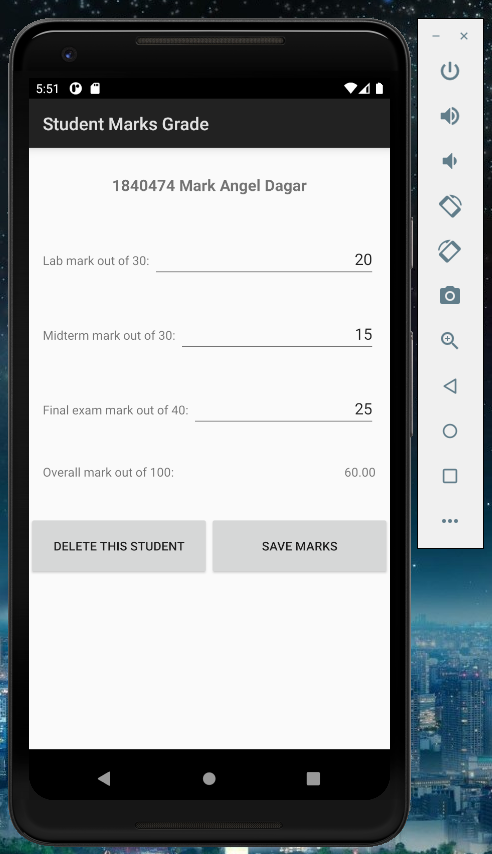 5:51
Student Marks Grade
1840474 Mark Angel Dagar
Lab mark out of 30: 20
Midterm mark out of 30: 15
Final exam mark out of 40: 25
Overall mark out of 100: 60.00
DELETE THIS STUDENT SAVE MARKS